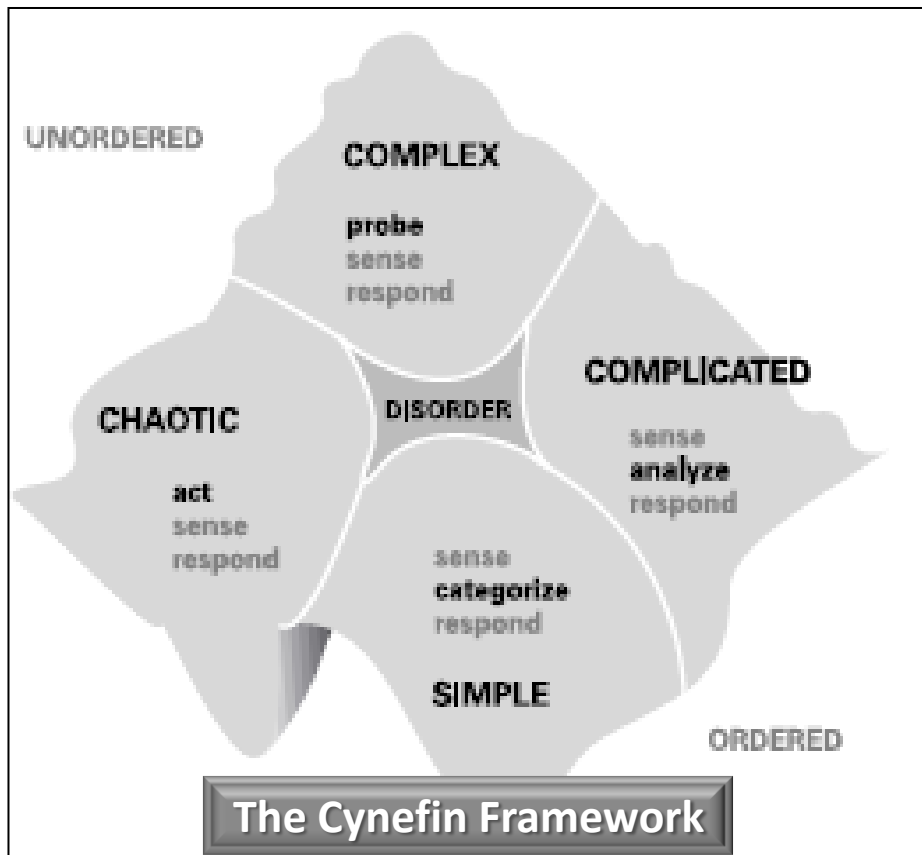 UNORDERED
COMPLEX
probe
sense
respond
COMPLICATED
sense
analyze
respond
DISORDER
CHAOTIC
act
sense
respond
sense
categorize
respond
SIMPLE
ORDERED
The Cynefin Framework